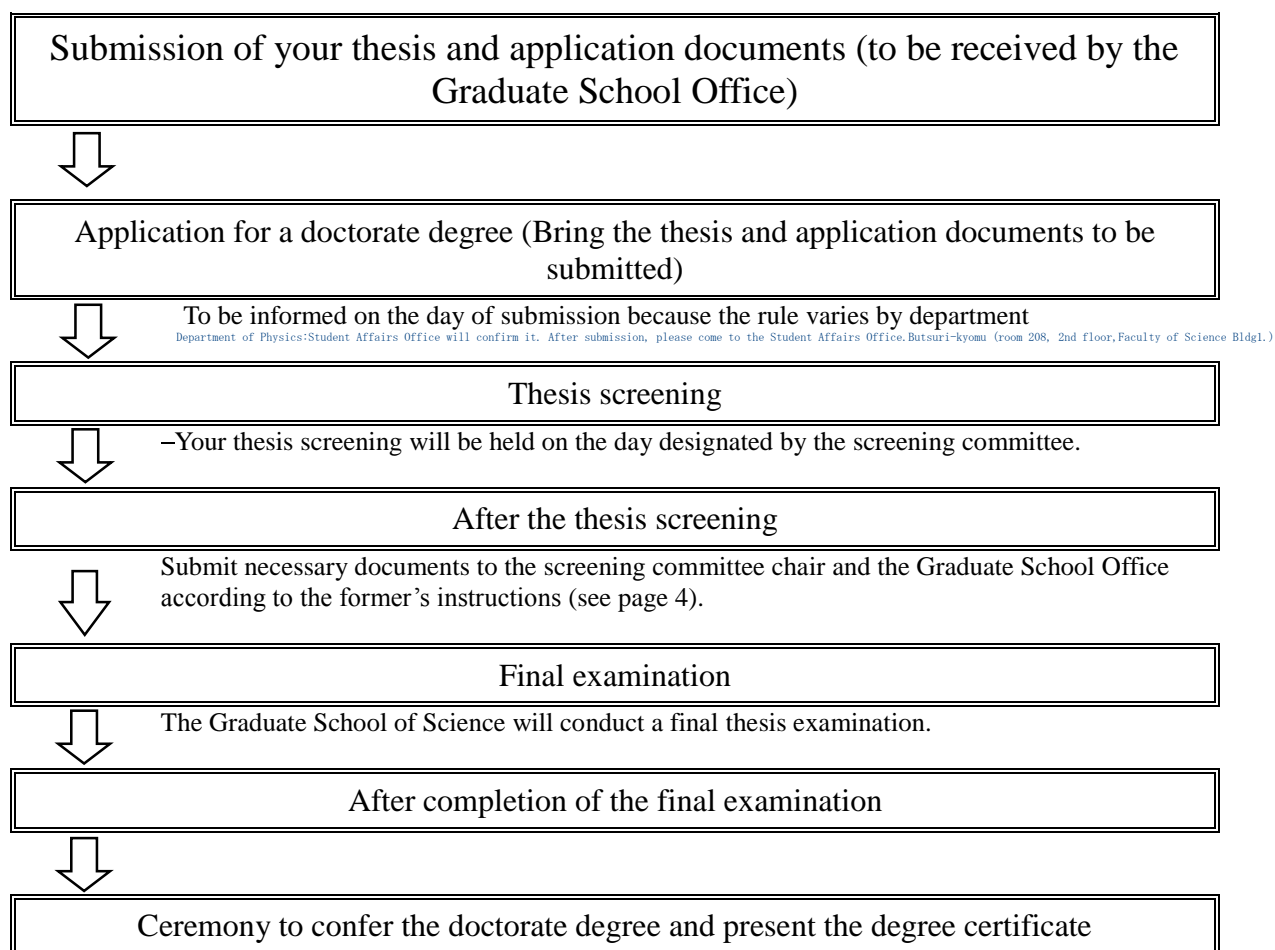 Submission of your thesis and application documents (to be received by the
Graduate School Office)
Application for a doctorate degree (Bring the thesis and application documents to be
submitted)
To be informed on the day of submission because the rule varies by department
Department of Physics:Student Affairs Office will confirm it. After submission, please come to the Student Affairs Office.Butsuri-kyomu (room 208, 2nd floor,Faculty of Science Bldg1.)
Thesis screening
–Your thesis screening will be held on the day designated by the screening committee.
After the thesis screening
Submit necessary documents to the screening committee chair and the Graduate School Office
according to the former’s instructions (see page 4).
Final examination
The Graduate School of Science will conduct a final thesis examination.
After completion of the final examination
Ceremony to confer the doctorate degree and present the degree certificate